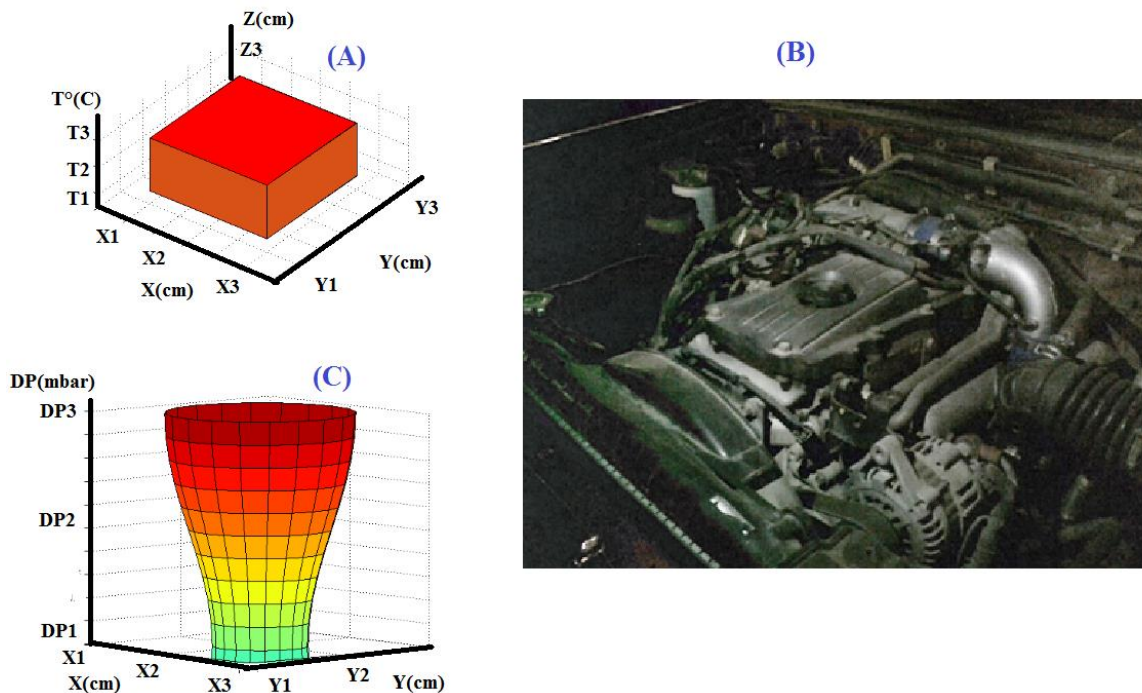 Z(cm)
Z3
(A)
T°(C)
T3
T2
T1
X1
X2
X3
X(cm)
Y1
Y(cm)
Y3
(B)
(C)
DP(mbar)
DP3
DP2
DP1
X1
X2
X3
X(cm)
Y1
Y2
Y(cm)